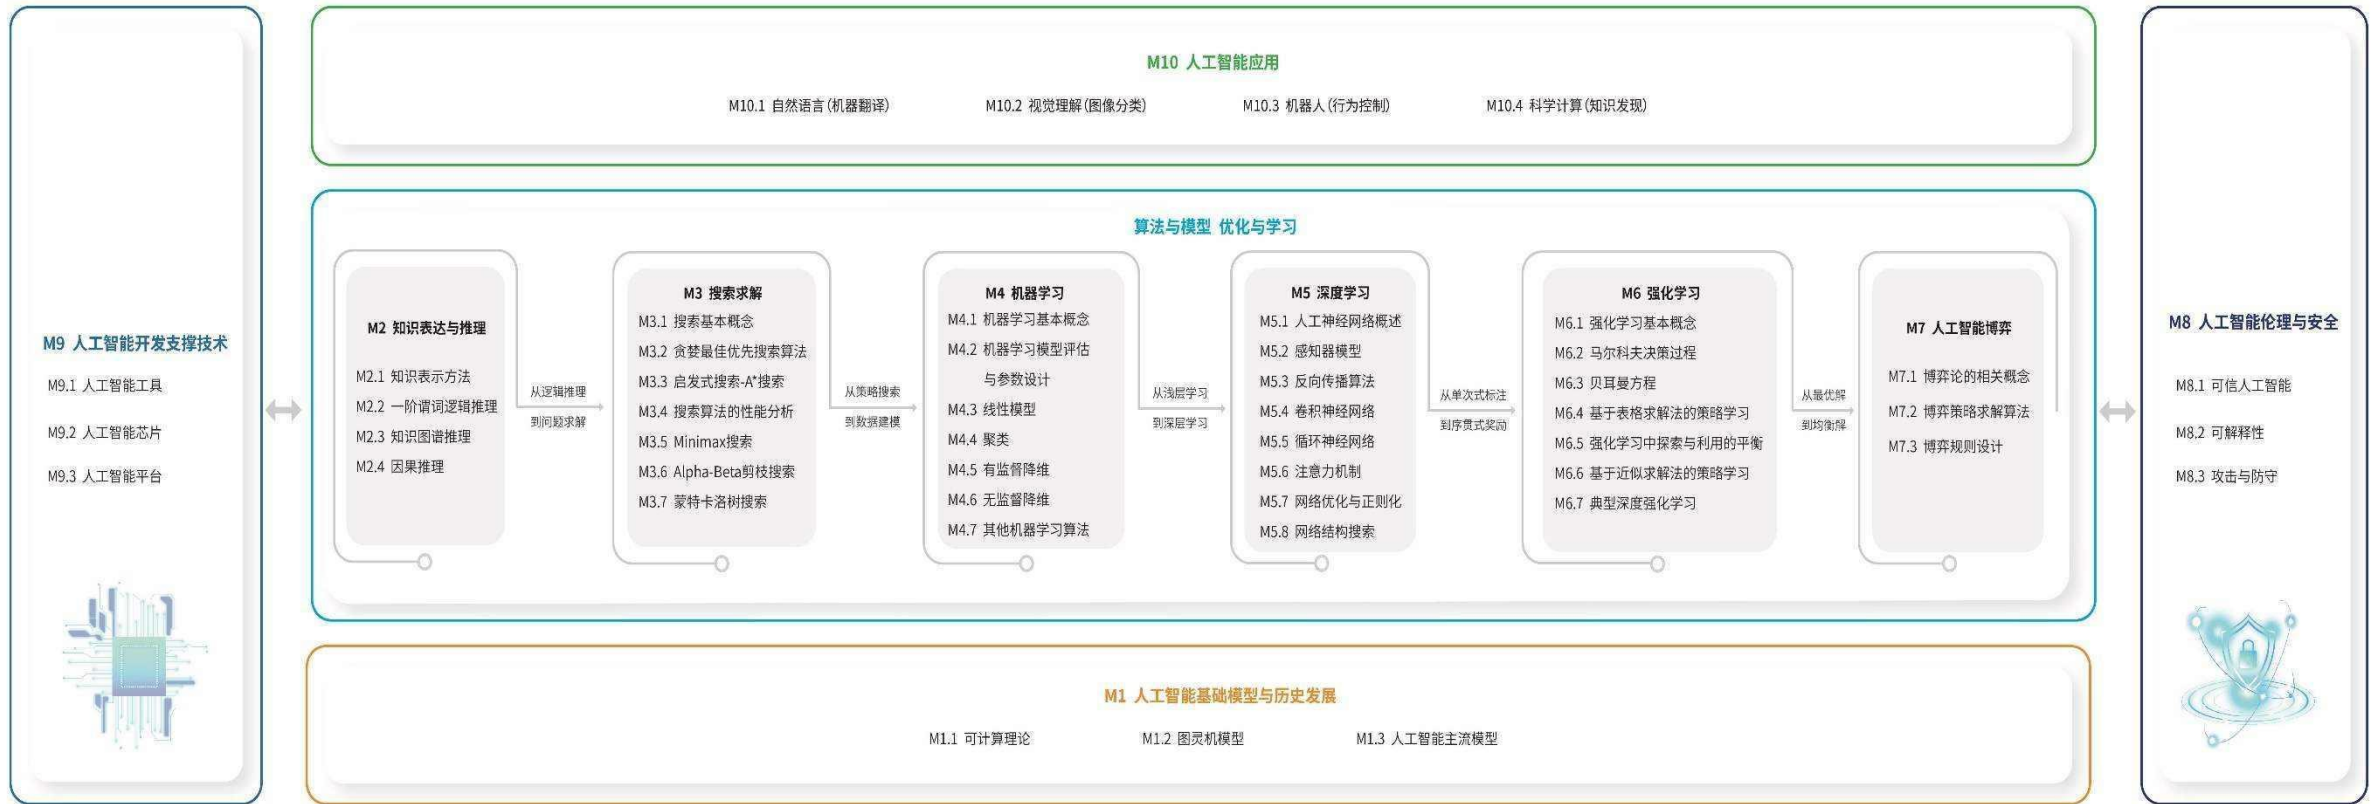 M10 人工智能应用
M10.1 自然语言(机器翻译)
M10.2 视觉理解(图像分类)
M10.3 机器人(行为控制)
M10.4 科学计算(知识发现)
M9 人工智能开发支撑技术
M9.1 人工智能工具
M9.2 人工智能芯片
M9.3 人工智能平台
算法与模型 优化与学习
M2 知识表达与推理
M2.1 知识表示方法
M2.2 一阶谓词逻辑推理
M2.3 知识图谱推理
M2.4 因果推理
从逻辑推理
到问题求解
M3 搜索求解
M3.1 搜索基本概念
M3.2 贪婪最佳优先搜索算法
M3.3 启发式搜索-A*搜索
M3.4 搜索算法的性能分析
M3.5 Minimax搜索
M3.6 Alpha-Beta剪枝搜索
M3.7 蒙特卡洛树搜索
从策略搜索
到数据建模
M4 机器学习
M4.1 机器学习基本概念
M4.2 机器学习模型评估
与参数设计
M4.3 线性模型
M4.4 聚类
M4.5 有监督降维
M4.6 无监督降维
M4.7 其他机器学习算法
从浅层学习
到深层学习
M5 深度学习
M5.1 人工神经网络概述
M5.2 感知器模型
M5.3 反向传播算法
M5.4 卷积神经网络
M5.5 循环神经网络
M5.6 注意力机制
M5.7 网络优化与正则化
M5.8 网络结构搜索
从单次式标注
到序贯式奖励
M6 强化学习
M6.1 强化学习基本概念
M6.2 马尔科夫决策过程
M6.3 贝耳曼方程
M6.4 基于表格求解法的策略学习
M6.5 强化学习中探索与利用的平衡
M6.6 基于近似求解法的策略学习
M6.7 典型深度强化学习
从最优解
到均衡解
M7 人工智能博弈
M7.1 博弈论的相关概念
M7.2 博弈策略求解算法
M7.3 博弈规则设计
M8 人工智能伦理与安全
M8.1 可信人工智能
M8.2 可解释性
M8.3 攻击与防守
M1 人工智能基础模型与历史发展
M1.1 可计算理论
M1.2 图灵机模型
M1.3 人工智能主流模型